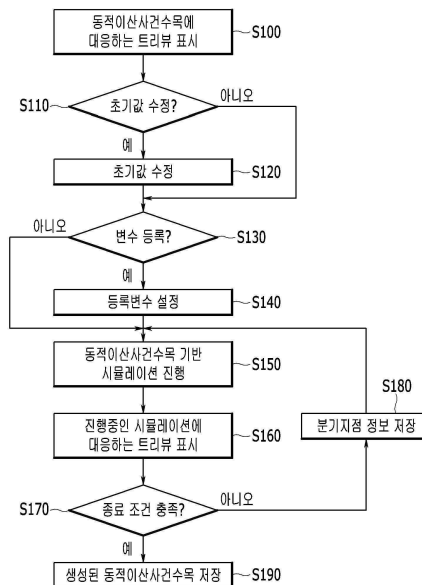 동적이산사건수목에
대응하는 트리뷰 표시
S100
S110
초기값 수정?
아니오
예
초기값 수정
S120
아니오
변수 등록?
S130
예
등록변수 설정
S140
동적이산사건수목 기반
시뮬레이션 진행
S150
S180
분기지점 정보 저장
진행중인 시뮬레이션에
대응하는 트리뷰 표시
S160
S170
종료 조건 충족?
아니오
예
생성된 동적이산사건수목 저장
S190